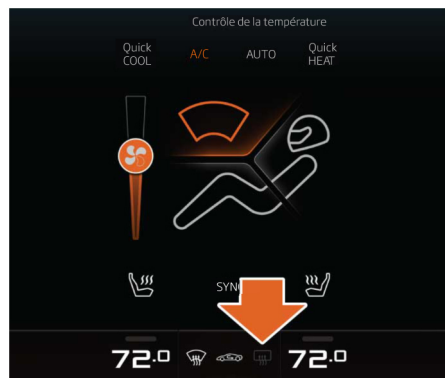 Contrôle de la température
Quick COOL
A/C
AUTO
Quick HEAT
72.0
72.0